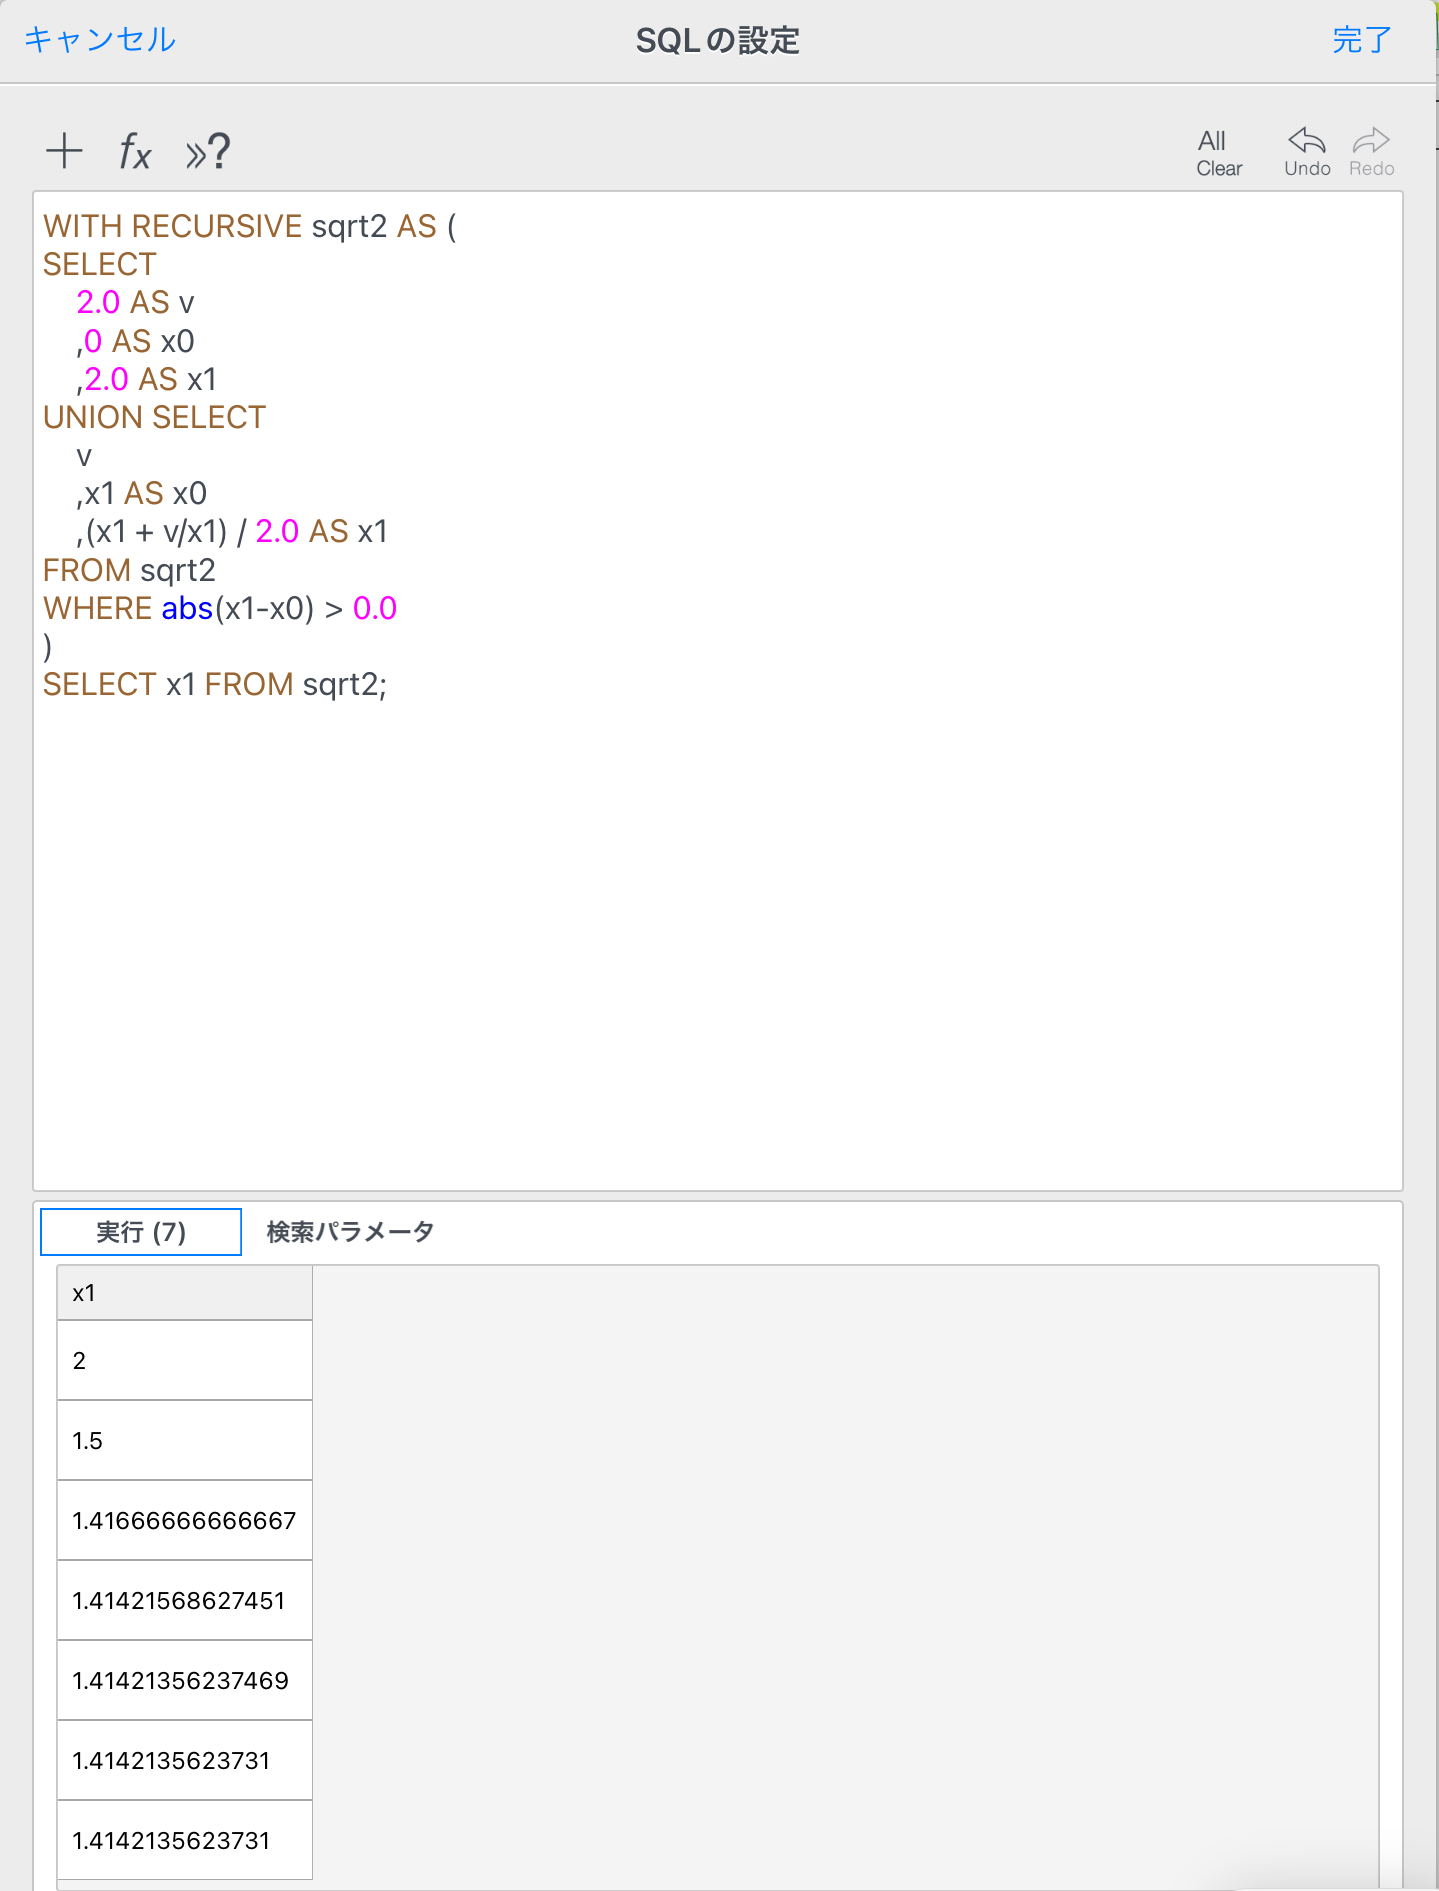 キャンセル SQLの設定 完了
fx »? All Clear Undo Redo
WITH RECURSIVE sqrt2 AS (
SELECT
2.0 AS v
,0 AS x0
,2.0 AS x1
UNION SELECT
v
,x1 AS x0
,(x1 + v/x1) / 2.0 AS x1
FROM sqrt2
WHERE abs(x1-x0) > 0.0
)
SELECT x1 FROM sqrt2;
実行 (7) 検索パラメータ
x1
2
1.5
1.41666666666667
1.41421568627451
1.41421356237469
1.4142135623731
1.4142135623731